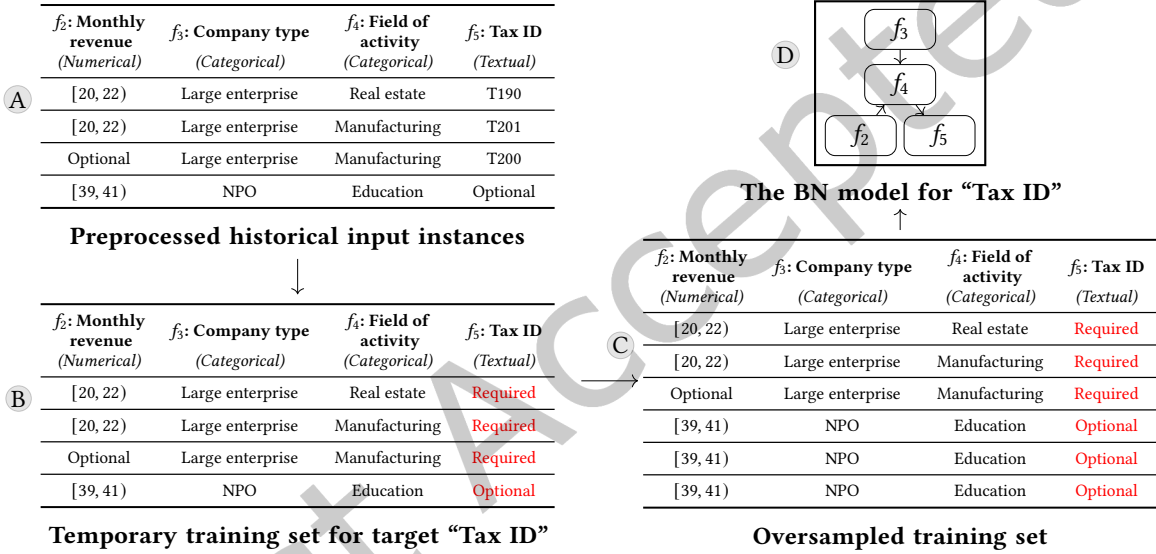 A
f2: Monthly revenue f3: Company type f4: Field of activity f5: Tax ID
(Numerical) (Categorical) (Categorical) (Textual)
[20, 22) Large enterprise Real estate T190
[20, 22) Large enterprise Manufacturing T201
Optional Large enterprise Manufacturing T200
[39, 41) NPO Education Optional
Preprocessed historical input instances
B
f2: Monthly revenue f3: Company type f4: Field of activity f5: Tax ID
(Numerical) (Categorical) (Categorical) (Textual)
[20, 22) Large enterprise Real estate Required
[20, 22) Large enterprise Manufacturing Required
Optional Large enterprise Manufacturing Required
[39, 41) NPO Education Optional
Temporary training set for target “Tax ID”
C
f2: Monthly revenue f3: Company type f4: Field of activity f5: Tax ID
(Numerical) (Categorical) (Categorical) (Textual)
[20, 22) Large enterprise Real estate Required
[20, 22) Large enterprise Manufacturing Required
Optional Large enterprise Manufacturing Required
[39, 41) NPO Education Optional
[39, 41) NPO Education Optional
[39, 41) NPO Education Optional
Oversampled training set
D
f3
f4
f2 f5
The BN model for “Tax ID”
Accepted